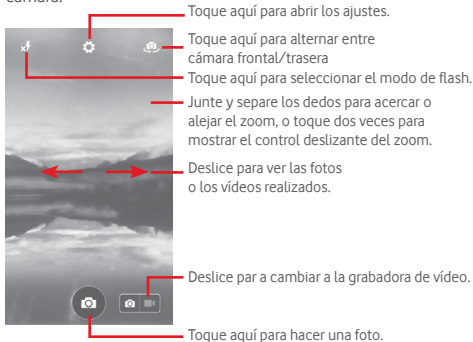 cámara.
Toque aquí para abrir los ajustes.
Toque aquí para alternar entre
cámara frontal/trasera
Toque aquí para seleccionar el modo de flash.
Junte y separe los dedos para acercar o
alejar el zoom, o toque dos veces para
mostrar el control deslizante del zoom.
Deslice para ver las fotos
o los vídeos realizados.
Deslice par a cambiar a la grabadora de vídeo.
Toque aquí para hacer una foto.